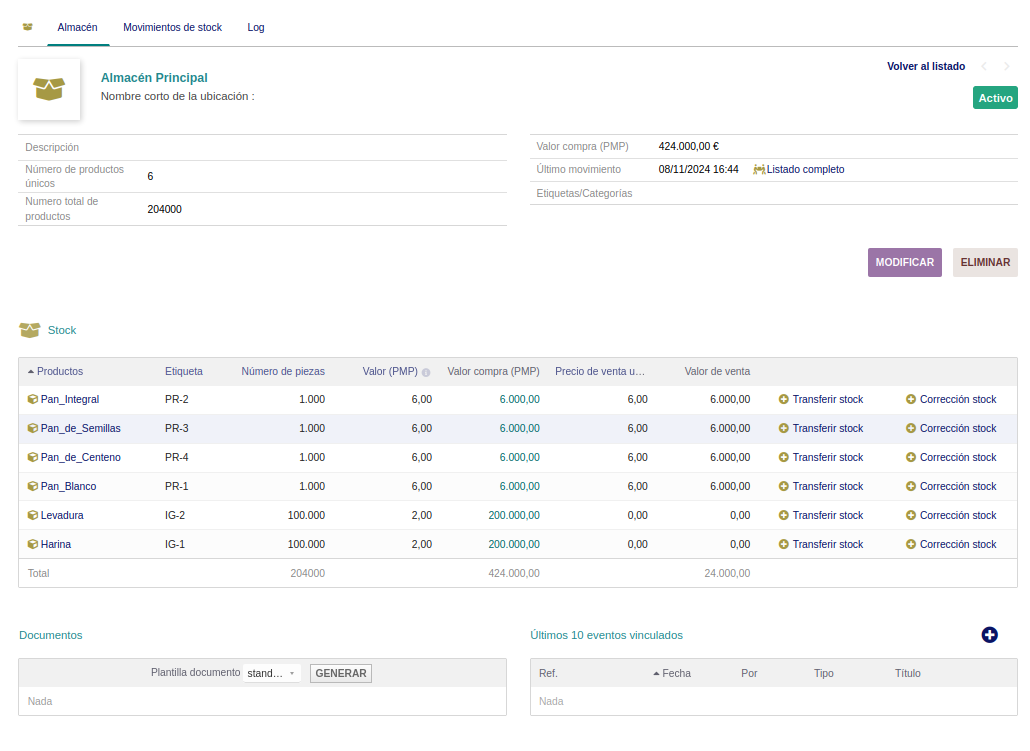 Almacén Movimientos de stock Log
Volver al listado
Almacén Principal
Nombre corto de la ubicación :
Activo
Descripción
Número de productos únicos 6
Numero total de productos 204000
Valor compra (PMP) 424.000,00 €
Último movimiento 08/11/2024 16:44 Listado completo
Etiquetas/Categorías
MODIFICAR ELIMINAR
Stock
Productos Etiqueta Número de piezas Valor (PMP) Valor compra (PMP) Precio de venta u… Valor de venta
Pan_Integral PR-2 1.000 6,00 6.000,00 6,00 6.000,00 Transferir stock Corrección stock
Pan_de_Semillas PR-3 1.000 6,00 6.000,00 6,00 6.000,00 Transferir stock Corrección stock
Pan_de_Centeno PR-4 1.000 6,00 6.000,00 6,00 6.000,00 Transferir stock Corrección stock
Pan_Blanco PR-1 1.000 6,00 6.000,00 6,00 6.000,00 Transferir stock Corrección stock
Levadura IG-2 100.000 2,00 200.000,00 0,00 0,00 Transferir stock Corrección stock
Harina IG-1 100.000 2,00 200.000,00 0,00 0,00 Transferir stock Corrección stock
Total 204000 424.000,00 24.000,00
Documentos
Plantilla documento stand… GENERAR
Nada
Últimos 10 eventos vinculados
Ref. Fecha Por Tipo Título
Nada